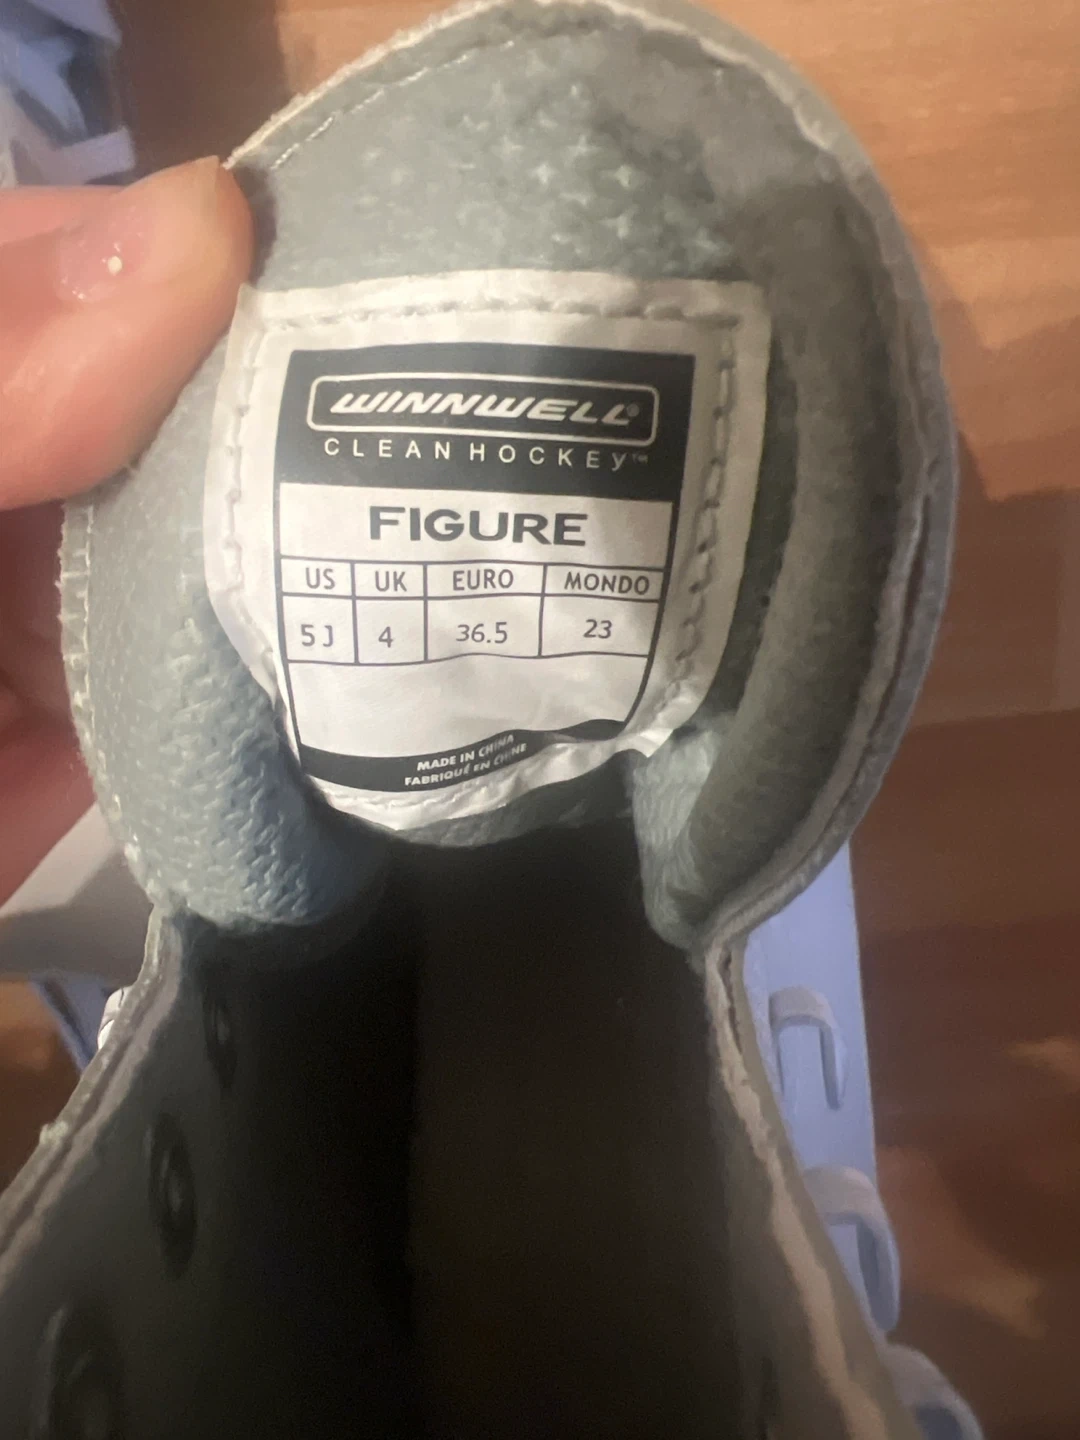 WINNWELL®
CLEAN HOCKEY™
FIGURE
US UK EURO MONDO
5J 4 36.5 23
MADE IN CHINA
FABRIQUÉ EN CHINE